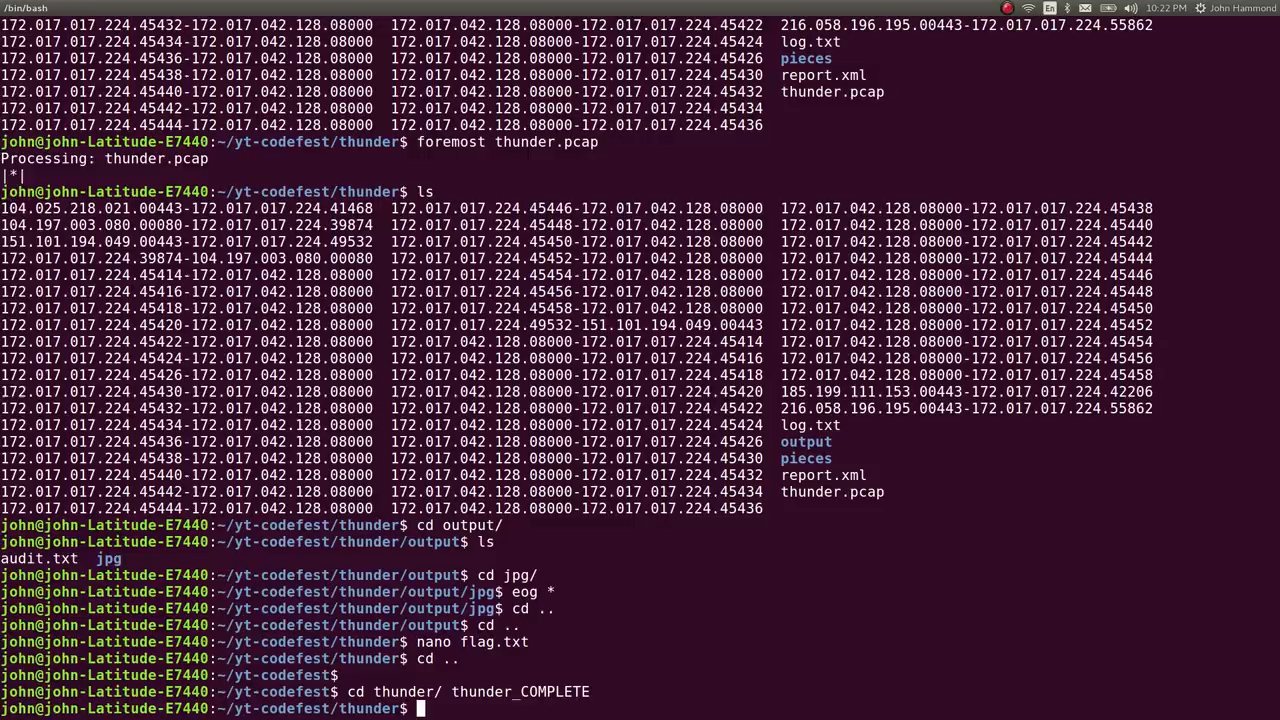 /bin/bash En 10:22 PM John Hammond
172.017.017.224.45432-172.017.042.128.08000 172.017.042.128.08000-172.017.017.224.45422 216.058.196.195.00443-172.017.017.224.55862
172.017.017.224.45434-172.017.042.128.08000 172.017.042.128.08000-172.017.017.224.45424 log.txt
172.017.017.224.45436-172.017.042.128.08000 172.017.042.128.08000-172.017.017.224.45426 pieces
172.017.017.224.45438-172.017.042.128.08000 172.017.042.128.08000-172.017.017.224.45430 report.xml
172.017.017.224.45440-172.017.042.128.08000 172.017.042.128.08000-172.017.017.224.45432 thunder.pcap
172.017.017.224.45442-172.017.042.128.08000 172.017.042.128.08000-172.017.017.224.45434
172.017.017.224.45444-172.017.042.128.08000 172.017.042.128.08000-172.017.017.224.45436
john@john-Latitude-E7440:~/yt-codefest/thunder$ foremost thunder.pcap
Processing: thunder.pcap
|*|
john@john-Latitude-E7440:~/yt-codefest/thunder$ ls
104.025.218.021.00443-172.017.017.224.41468 172.017.017.224.45446-172.017.042.128.08000 172.017.042.128.08000-172.017.017.224.45438
104.197.003.080.00080-172.017.017.224.39874 172.017.017.224.45448-172.017.042.128.08000 172.017.042.128.08000-172.017.017.224.45440
151.101.194.049.00443-172.017.017.224.49532 172.017.017.224.45450-172.017.042.128.08000 172.017.042.128.08000-172.017.017.224.45442
172.017.017.224.39874-104.197.003.080.00080 172.017.017.224.45452-172.017.042.128.08000 172.017.042.128.08000-172.017.017.224.45444
172.017.017.224.45414-172.017.042.128.08000 172.017.017.224.45454-172.017.042.128.08000 172.017.042.128.08000-172.017.017.224.45446
172.017.017.224.45416-172.017.042.128.08000 172.017.017.224.45456-172.017.042.128.08000 172.017.042.128.08000-172.017.017.224.45448
172.017.017.224.45418-172.017.042.128.08000 172.017.017.224.45458-172.017.042.128.08000 172.017.042.128.08000-172.017.017.224.45450
172.017.017.224.45420-172.017.042.128.08000 172.017.017.224.49532-151.101.194.049.00443 172.017.042.128.08000-172.017.017.224.45452
172.017.017.224.45422-172.017.042.128.08000 172.017.042.128.08000-172.017.017.224.45414 172.017.042.128.08000-172.017.017.224.45454
172.017.017.224.45424-172.017.042.128.08000 172.017.042.128.08000-172.017.017.224.45416 172.017.042.128.08000-172.017.017.224.45456
172.017.017.224.45426-172.017.042.128.08000 172.017.042.128.08000-172.017.017.224.45418 172.017.042.128.08000-172.017.017.224.45458
172.017.017.224.45430-172.017.042.128.08000 172.017.042.128.08000-172.017.017.224.45420 185.199.111.153.00443-172.017.017.224.42206
172.017.017.224.45432-172.017.042.128.08000 172.017.042.128.08000-172.017.017.224.45422 216.058.196.195.00443-172.017.017.224.55862
172.017.017.224.45434-172.017.042.128.08000 172.017.042.128.08000-172.017.017.224.45424 log.txt
172.017.017.224.45436-172.017.042.128.08000 172.017.042.128.08000-172.017.017.224.45426 output
172.017.017.224.45438-172.017.042.128.08000 172.017.042.128.08000-172.017.017.224.45430 pieces
172.017.017.224.45440-172.017.042.128.08000 172.017.042.128.08000-172.017.017.224.45432 report.xml
172.017.017.224.45442-172.017.042.128.08000 172.017.042.128.08000-172.017.017.224.45434 thunder.pcap
172.017.017.224.45444-172.017.042.128.08000 172.017.042.128.08000-172.017.017.224.45436
john@john-Latitude-E7440:~/yt-codefest/thunder$ cd output/
john@john-Latitude-E7440:~/yt-codefest/thunder/output$ ls
audit.txt jpg
john@john-Latitude-E7440:~/yt-codefest/thunder/output$ cd jpg/
john@john-Latitude-E7440:~/yt-codefest/thunder/output/jpg$ eog *
john@john-Latitude-E7440:~/yt-codefest/thunder/output/jpg$ cd ..
john@john-Latitude-E7440:~/yt-codefest/thunder/output$ cd ..
john@john-Latitude-E7440:~/yt-codefest/thunder$ nano flag.txt
john@john-Latitude-E7440:~/yt-codefest/thunder$ cd ..
john@john-Latitude-E7440:~/yt-codefest$
john@john-Latitude-E7440:~/yt-codefest$ cd thunder/ thunder_COMPLETE
john@john-Latitude-E7440:~/yt-codefest/thunder$